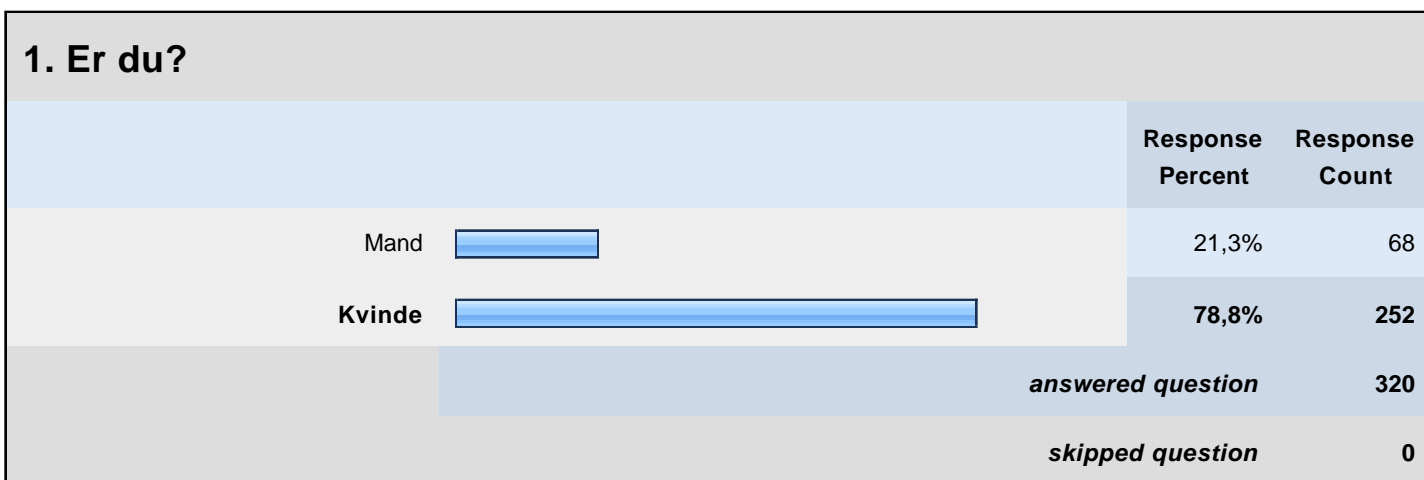 1. Er du?
Response Percent
Response Count
Mand 21,3% 68
Kvinde 78,8% 252
answered question 320
skipped question 0